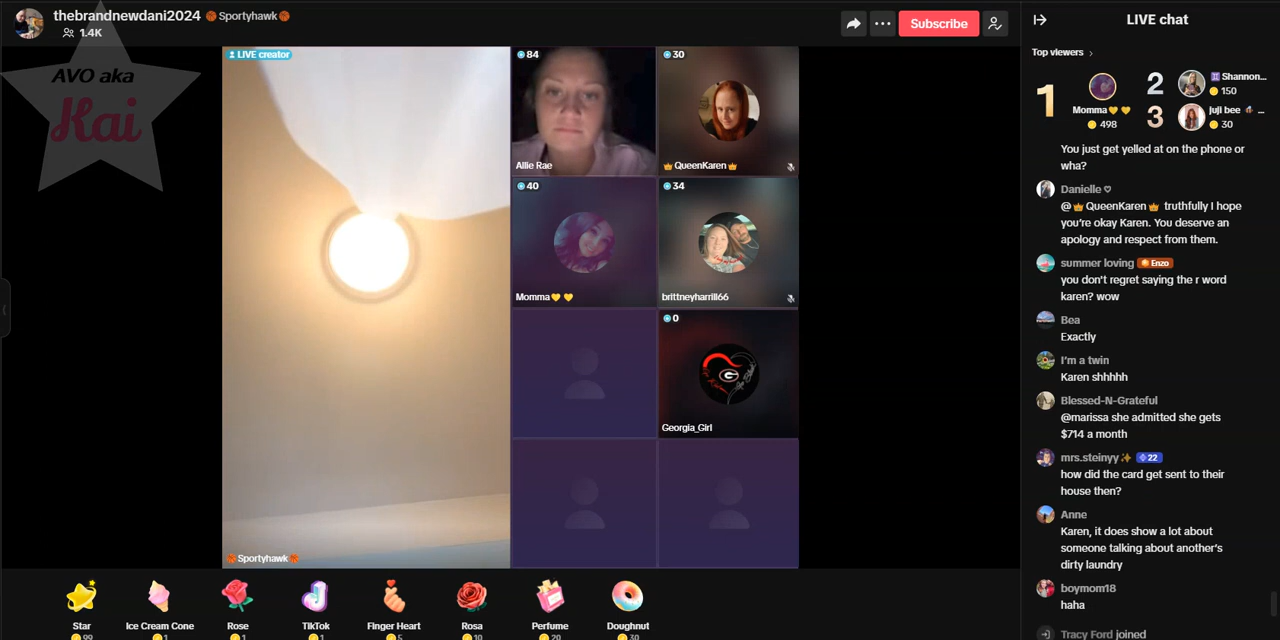 thebrandnewdani2024 🏀 Sportyhawk 🏀
1.4K
Subscribe
AVO aka
Kai
LIVE creator
🏀 Sportyhawk 🏀
84
Allie Rae
30
👑 QueenKaren 👑
40
Momma💛 💛
34
brittneyharrill66
0
G
Georgia_Girl
Star
99
Ice Cream Cone
1
Rose
1
TikTok
1
Finger Heart
5
Rosa
10
Perfume
20
Doughnut
30
LIVE chat
Top viewers >
1
Momma💛 💛
498
2
♊ Shannon...
150
3
juji bee ...
30
You just get yelled at on the phone or
wha?
Danielle ♡
@👑QueenKaren👑 truthfully I hope
you're okay Karen. You deserve an
apology and respect from them.
summer loving Enzo
you don't regret saying the r word
karen? wow
Bea
Exactly
I'm a twin
Karen shhhhh
Blessed-N-Grateful
@marissa she admitted she gets
$714 a month
mrs.steinyy✨ 22
how did the card get sent to their
house then?
Anne
Karen, it does show a lot about
someone talking about another's
dirty laundry
boymom18
haha
Tracy Ford joined